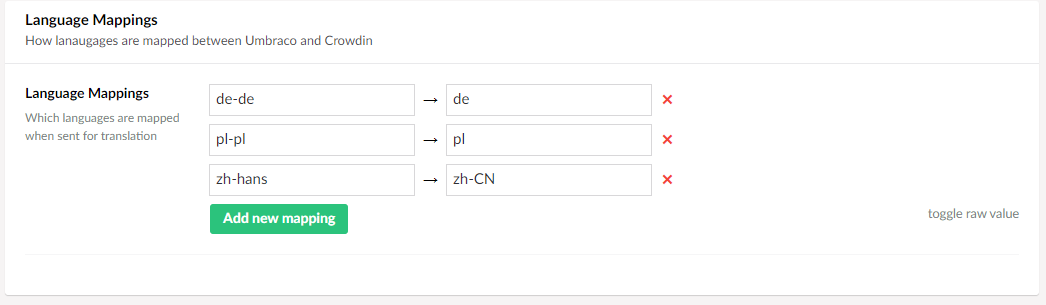 Language Mappings
How lanaugages are mapped between Umbraco and Crowdin
Language Mappings
Which languages are mapped
when sent for translation
de-de → de ×
pl-pl → pl ×
zh-hans → zh-CN ×
Add new mapping
toggle raw value